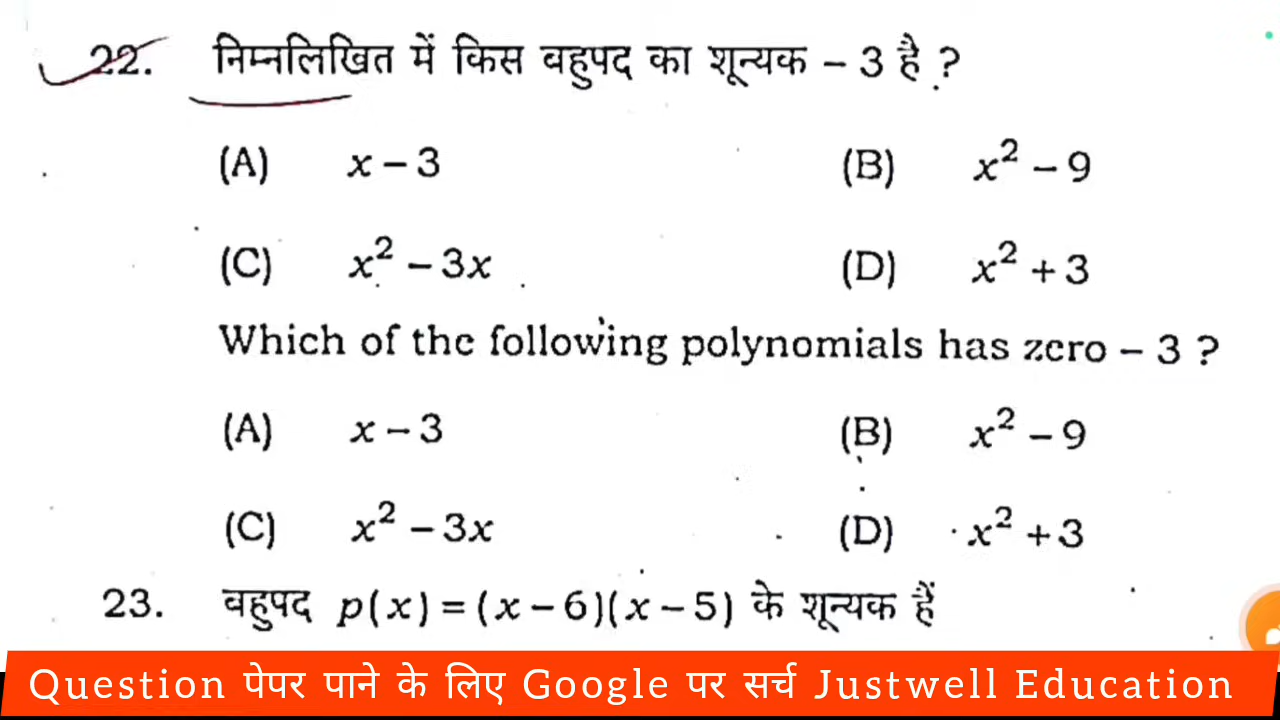 22. निम्नलिखित में किस बहुपद का शून्यक – 3 है ?
(A) x – 3 (B) x² – 9
(C) x² – 3x (D) x² + 3
Which of the following polynomials has zero – 3 ?
(A) x – 3 (B) x² – 9
(C) x² – 3x (D) x² + 3
23. बहुपद p(x) = (x – 6)(x – 5) के शून्यक हैं
Question पेपर पाने के लिए Google पर सर्च Justwell Education